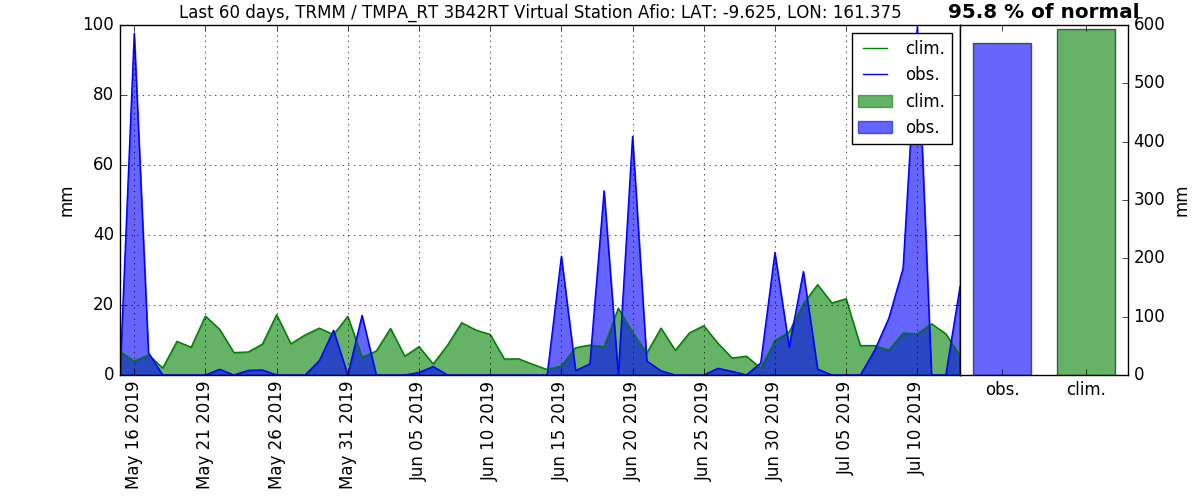 Last 60 days, TRMM / TMPA_RT 3B42RT Virtual Station Afio: LAT: -9.625, LON: 161.375
95.8 % of normal
100
80
60
40
20
0
mm
clim.
obs.
clim.
obs.
600
500
400
300
200
100
0
mm
obs.
clim.
May 16 2019
May 21 2019
May 26 2019
May 31 2019
Jun 05 2019
Jun 10 2019
Jun 15 2019
Jun 20 2019
Jun 25 2019
Jun 30 2019
Jul 05 2019
Jul 10 2019